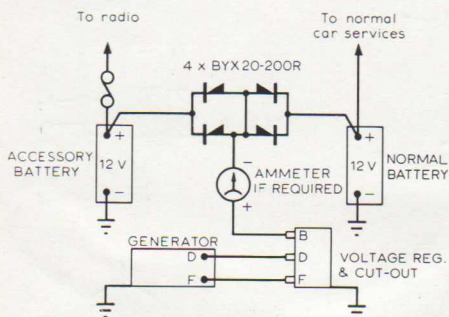 To radio
To normal
car services
4 x BYX20-200R
+
12 V
−
ACCESSORY
BATTERY
+
12 V
−
NORMAL
BATTERY
−
AMMETER
IF REQUIRED
+
GENERATOR
D
F
B
D
F
VOLTAGE REG.
& CUT-OUT